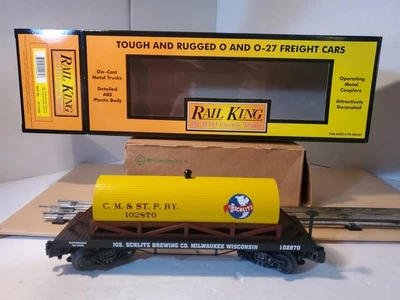 TOUGH AND RUGGED O AND O-27 FREIGHT CARS
Die-Cast
Metal Trucks
Detailed
ABS
Plastic Body
RAIL KING
Operating
Metal
Couplers
Attractively
Decorated
RAIL KING
C. M. & ST. P. RY.
102870
SCHLITZ
JOS. SCHLITZ BREWING CO. MILWAUKEE WISCONSIN
102870